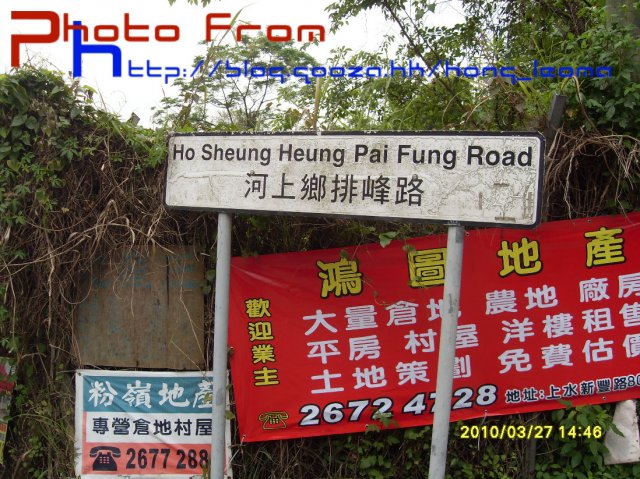 Photo From
http://blog.qooza.hk/hong_leoma
Ho Sheung Heung Pai Fung Road
河上鄉排峰路
鴻圖地產
歡迎業主
大量倉地 農地 廠房
平房 村屋 洋樓租售
土地策劃 免費估價
2672 4728 地址:上水新豐路80
粉嶺地產
專營倉地村屋
2677 288
2010/03/27 14:46